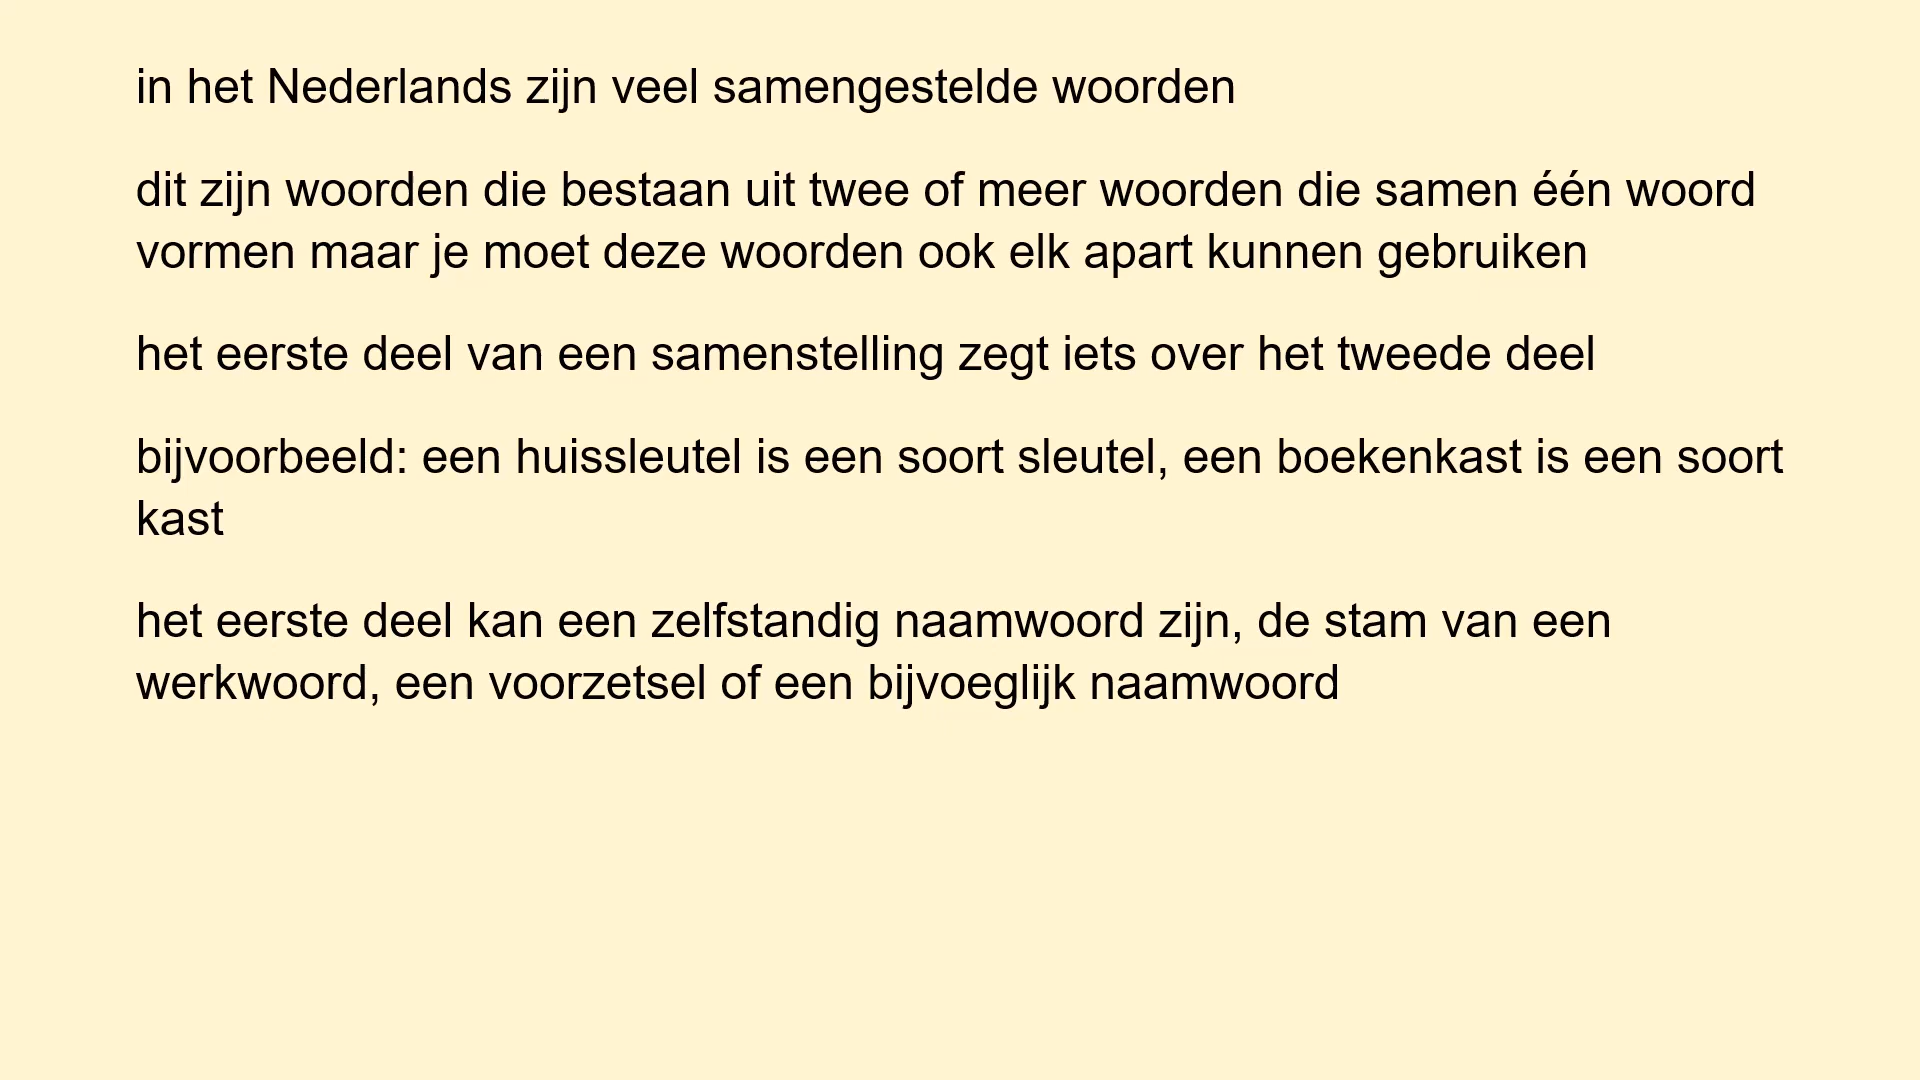 in het Nederlands zijn veel samengestelde woorden
dit zijn woorden die bestaan uit twee of meer woorden die samen één woord
vormen maar je moet deze woorden ook elk apart kunnen gebruiken
het eerste deel van een samenstelling zegt iets over het tweede deel
bijvoorbeeld: een huissleutel is een soort sleutel, een boekenkast is een soort
kast
het eerste deel kan een zelfstandig naamwoord zijn, de stam van een
werkwoord, een voorzetsel of een bijvoeglijk naamwoord